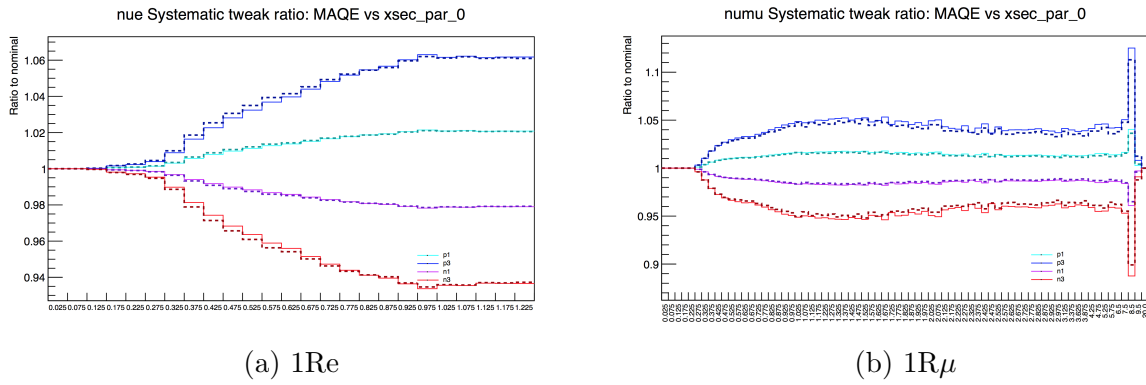 nue Systematic tweak ratio: MAQE vs xsec_par_0
Ratio to nominal
1.06
1.04
1.02
1
0.98
0.96
0.94
p1
p3
n1
n3
0.025 0.075 0.125 0.175 0.225 0.275 0.325 0.375 0.425 0.475 0.525 0.575 0.625 0.675 0.725 0.775 0.825 0.875 0.925 0.975 1.025 1.075 1.125 1.175 1.225
(a) 1Re
numu Systematic tweak ratio: MAQE vs xsec_par_0
Ratio to nominal
1.1
1.05
1
0.95
0.9
p1
p3
n1
n3
(b) 1Rμ